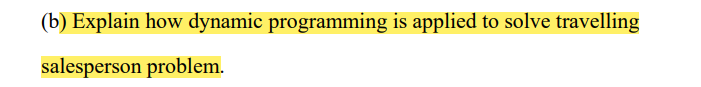 (b) Explain how dynamic programming is applied to solve travelling
salesperson problem.